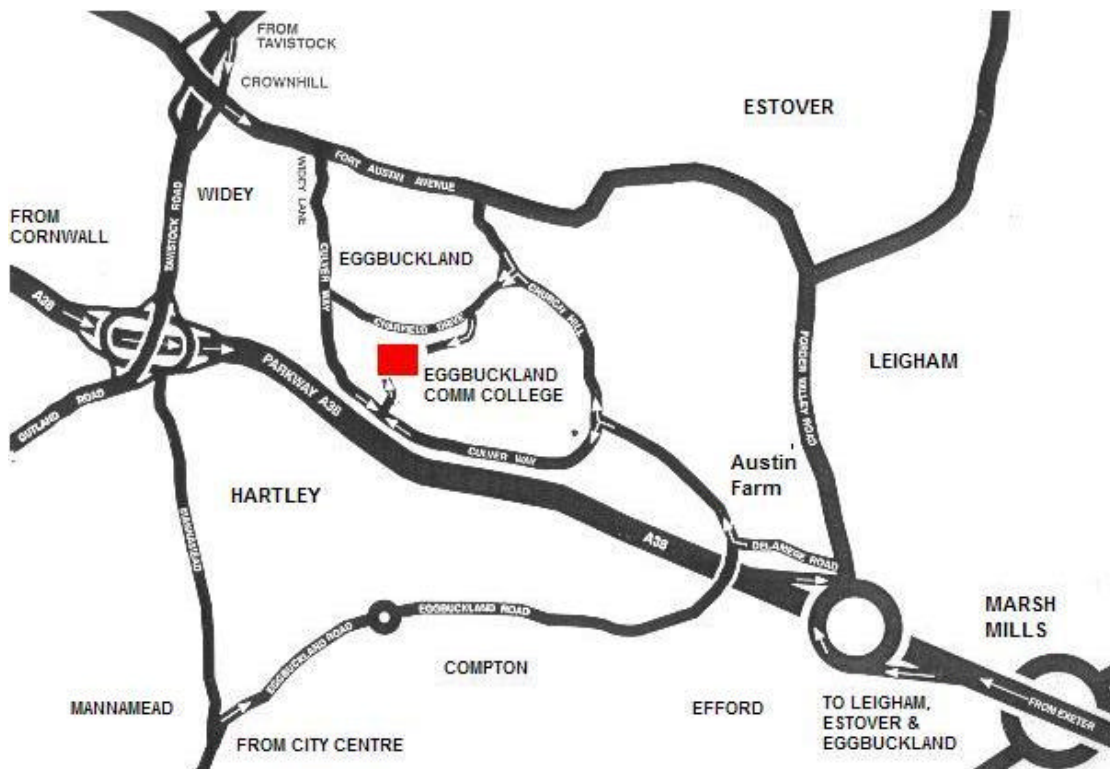 FROM
TAVISTOCK
CROWNHILL
ESTOVER
FORT AUSTIN AVENUE
WIDEY LANE
WIDEY
TAVISTOCK ROAD
FROM
CORNWALL
EGGBUCKLAND
CULVER WAY
CHURCH HILL
A38
CHARFIELD DRIVE
PARKWAY A38
LEIGHAM
FORDER VALLEY ROAD
EGGBUCKLAND
COMM COLLEGE
OUTLAND ROAD
CULVER WAY
Austin
Farm
HARTLEY
MANNAMEAD
A38
DELAMERE ROAD
EGGBUCKLAND ROAD
EGGBUCKLAND ROAD
MARSH
MILLS
COMPTON
MANNAMEAD
EFFORD
TO LEIGHAM,
ESTOVER &
EGGBUCKLAND
FROM EXETER
FROM CITY CENTRE